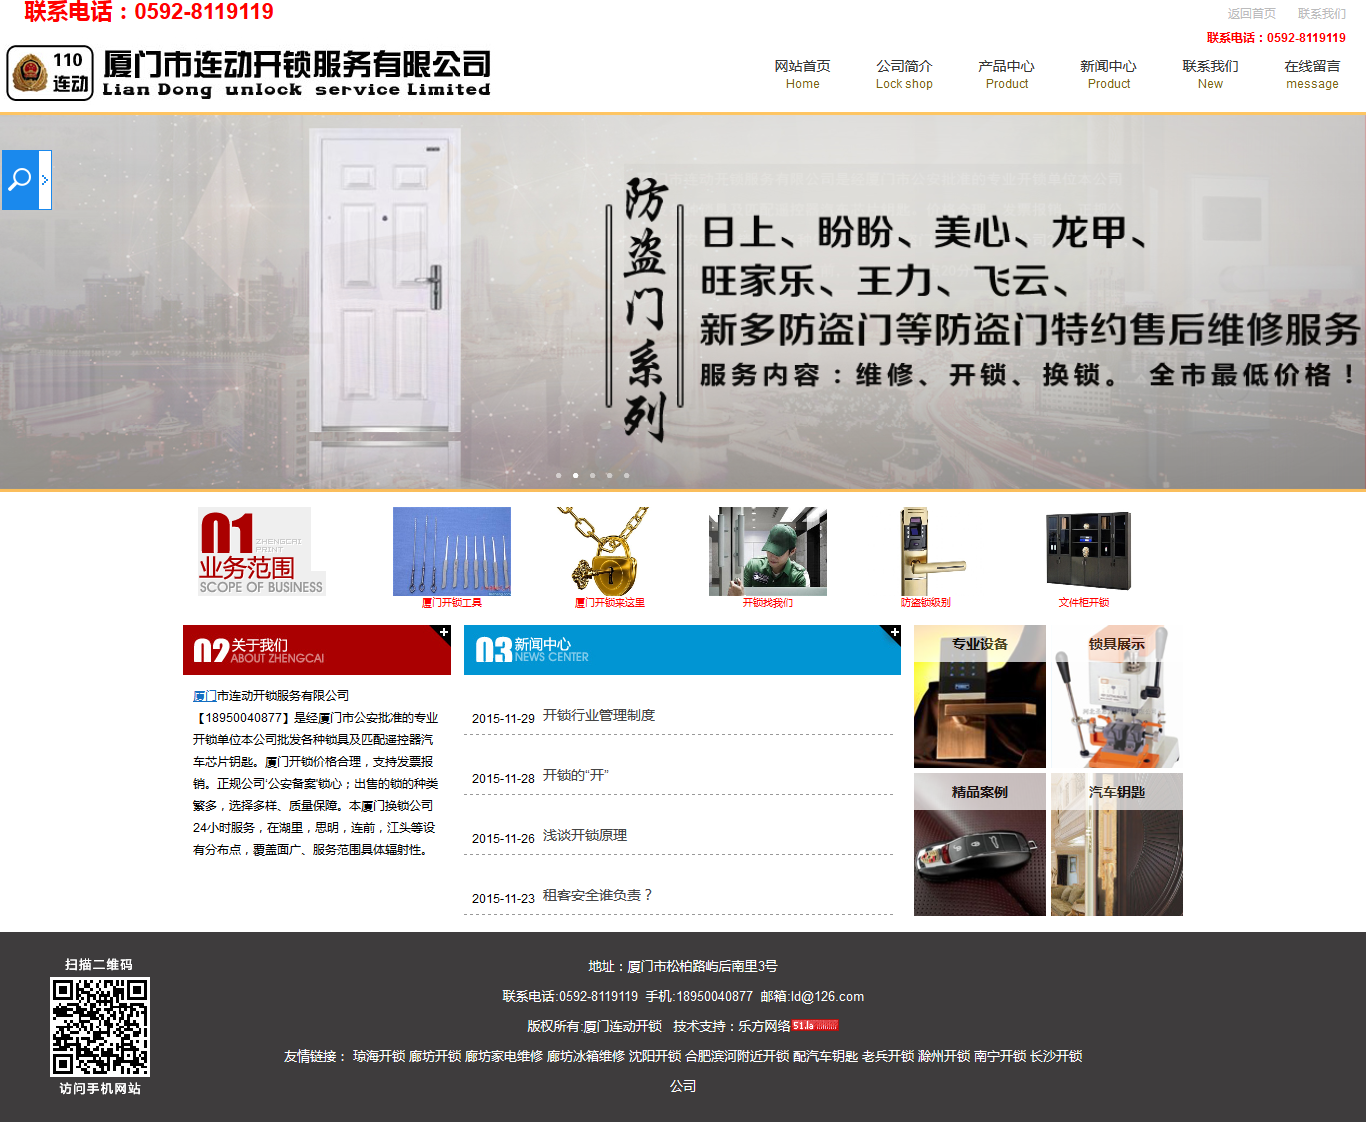 联系电话：0592-8119119
返回首页 联系我们
联系电话：0592-8119119
110
连动
厦门市连动开锁服务有限公司
Lian Dong unlock service Limited
网站首页 公司简介 产品中心 新闻中心 联系我们 在线留言
Home Lock shop Product Product New message
防盗门系列
日上、盼盼、美心、龙甲、
旺家乐、王力、飞云、
新多防盗门等防盗门特约售后维修服务
服务内容：维修、开锁、换锁。 全市最低价格！
01
ZHENGCAI
PRINT
业务范围
SCOPE OF BUSINESS
厦门开锁工具 厦门开锁来这里 开锁找我们 防盗锁级别 文件柜开锁
02 关于我们
ABOUT ZHENGCAI
厦门市连动开锁服务有限公司
【18950040877】是经厦门市公安批准的专业
开锁单位本公司批发各种锁具及匹配遥控器汽
车芯片钥匙。厦门开锁价格合理，支持发票报
销。正规公司'公安备案'锁心；出售的锁的种类
繁多，选择多样、质量保障。本厦门换锁公司
24小时服务，在湖里，思明，连前，江头等设
有分布点，覆盖面广、服务范围具体辐射性。
03 新闻中心
NEWS CENTER
2015-11-29 开锁行业管理制度
2015-11-28 开锁的“开”
2015-11-26 浅谈开锁原理
2015-11-23 租客安全谁负责？
专业设备 锁具展示
精品案例 汽车钥匙
扫描二维码
访问手机网站
地址：厦门市松柏路屿后南里3号
联系电话:0592-8119119 手机:18950040877 邮箱:ld@126.com
版权所有:厦门连动开锁 技术支持：乐方网络 51.la
友情链接： 琼海开锁 廊坊开锁 廊坊家电维修 廊坊冰箱维修 沈阳开锁 合肥滨河附近开锁 配汽车钥匙 老兵开锁 滁州开锁 南宁开锁 长沙开锁
公司